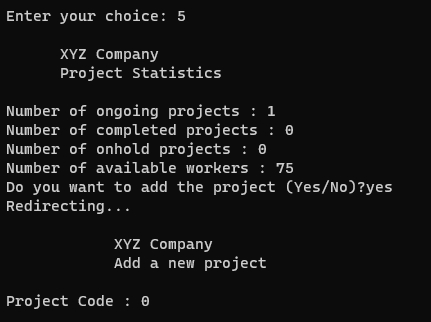 Enter your choice: 5
XYZ Company
Project Statistics
Number of ongoing projects : 1
Number of completed projects : 0
Number of onhold projects : 0
Number of available workers : 75
Do you want to add the project (Yes/No)?yes
Redirecting...
XYZ Company
Add a new project
Project Code : 0